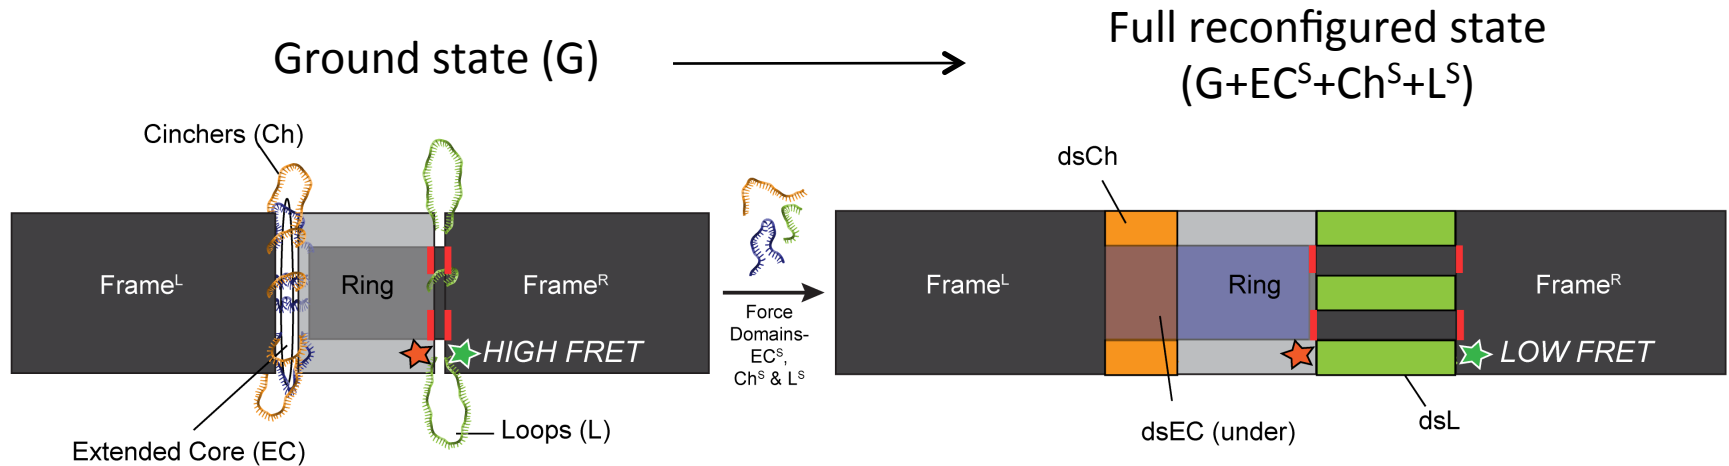 Ground state (G)
Full reconfigured state
(G+EC^S+Ch^S+L^S)
Cinchers (Ch)
Frame^L
Ring
Frame^R
HIGH FRET
Extended Core (EC)
Loops (L)
Force
Domains-
EC^S,
Ch^S & L^S
dsCh
Frame^L
Ring
Frame^R
LOW FRET
dsEC (under)
dsL